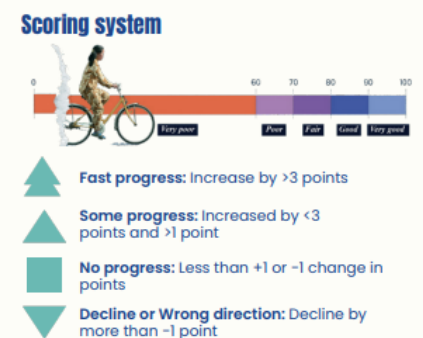 Scoring system
0 60 70 80 90 100
Very poor Poor Fair Good Very good
Fast progress: Increase by >3 points
Some progress: Increased by <3
points and >1 point
No progress: Less than +1 or -1 change in
points
Decline or Wrong direction: Decline by
more than -1 point